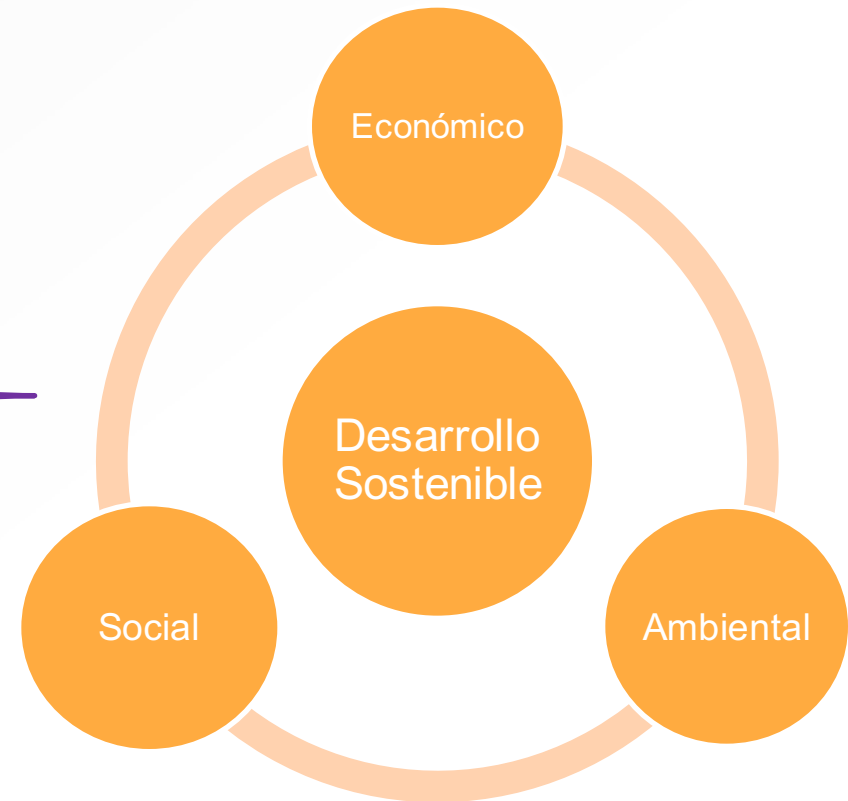 Económico
Desarrollo
Sostenible
Social
Ambiental